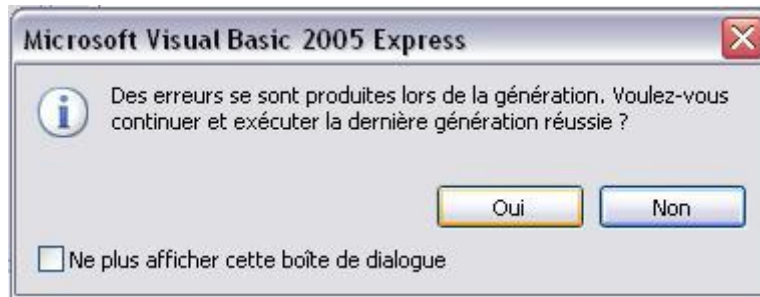 Microsoft Visual Basic 2005 Express
Des erreurs se sont produites lors de la génération. Voulez-vous
continuer et exécuter la dernière génération réussie ?
Oui
Non
Ne plus afficher cette boîte de dialogue